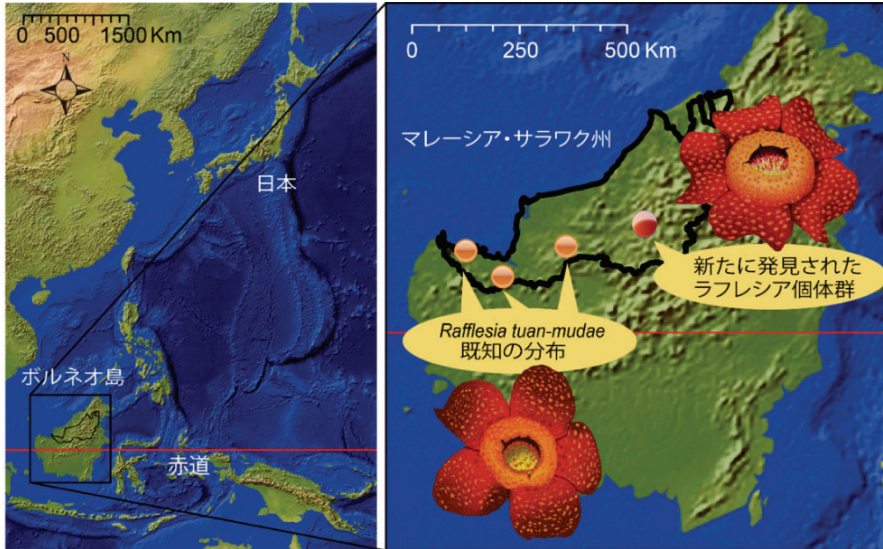 0 500 1500 Km
N
日本
ボルネオ島
赤道
0 250 500 Km
マレーシア・サラワク州
新たに発見された
ラフレシア個体群
Rafflesia tuan-mudae
既知の分布